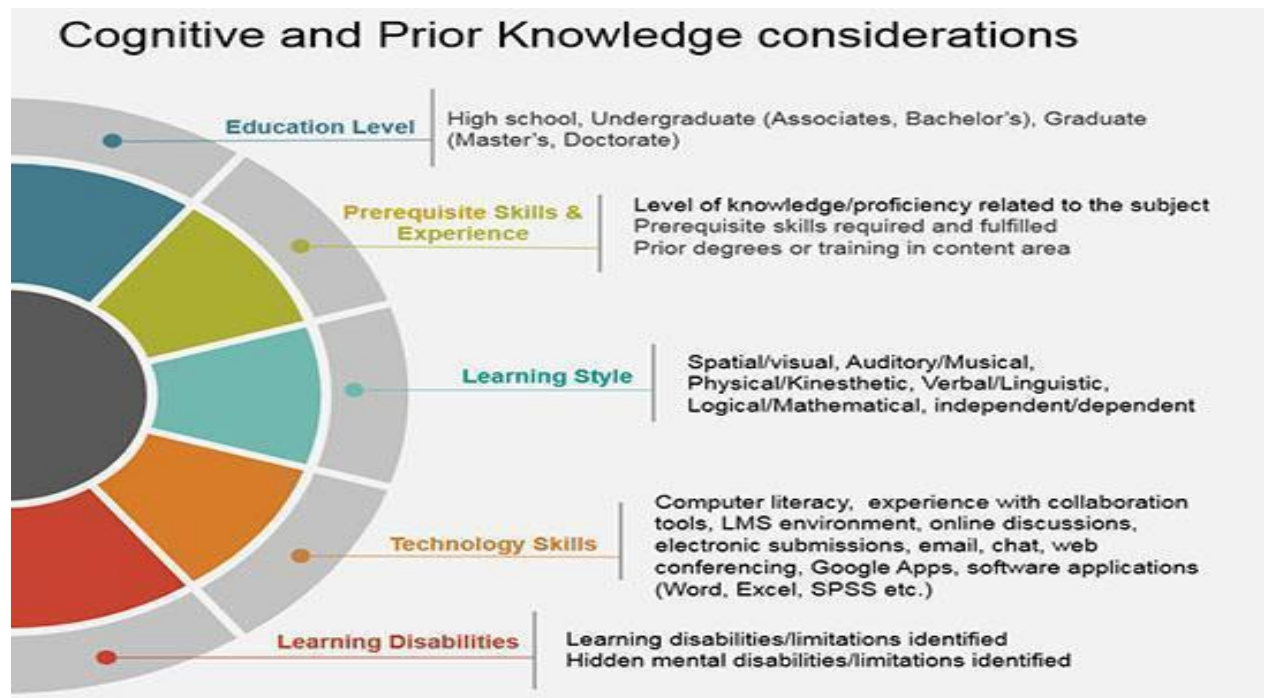 Cognitive and Prior Knowledge considerations
Education Level
High school, Undergraduate (Associates, Bachelor's), Graduate
(Master's, Doctorate)
Prerequisite Skills &
Experience
Level of knowledge/proficiency related to the subject
Prerequisite skills required and fulfilled
Prior degrees or training in content area
Learning Style
Spatial/visual, Auditory/Musical,
Physical/Kinesthetic, Verbal/Linguistic,
Logical/Mathematical, independent/dependent
Technology Skills
Computer literacy, experience with collaboration
tools, LMS environment, online discussions,
electronic submissions, email, chat, web
conferencing, Google Apps, software applications
(Word, Excel, SPSS etc.)
Learning Disabilities
Learning disabilities/limitations identified
Hidden mental disabilities/limitations identified